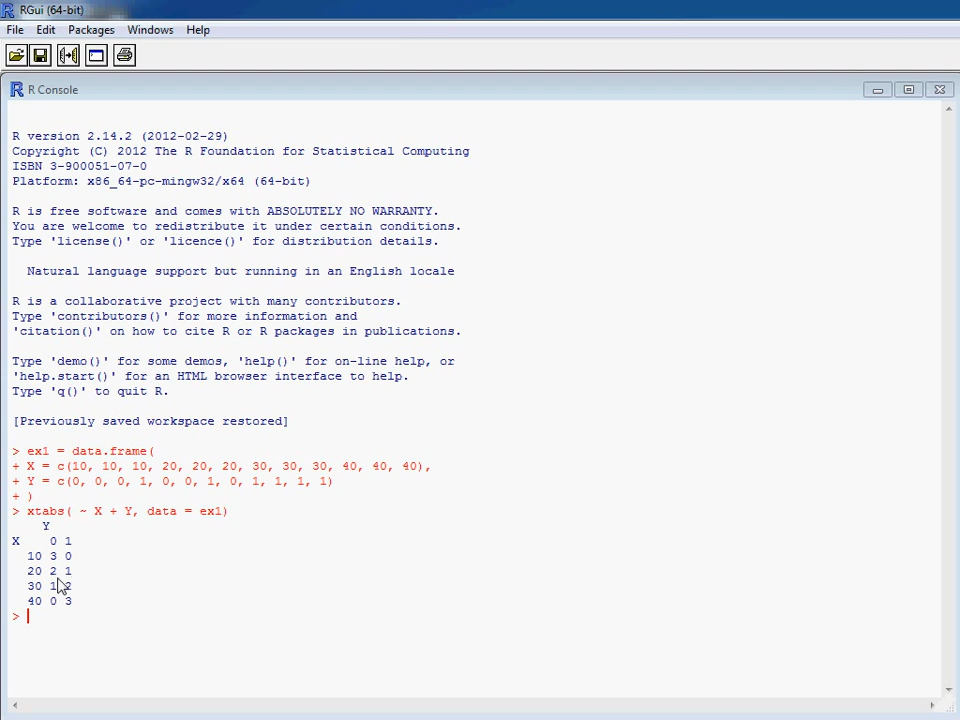 RGui (64-bit)
File Edit Packages Windows Help
R Console
R version 2.14.2 (2012-02-29)
Copyright (C) 2012 The R Foundation for Statistical Computing
ISBN 3-900051-07-0
Platform: x86_64-pc-mingw32/x64 (64-bit)
R is free software and comes with ABSOLUTELY NO WARRANTY.
You are welcome to redistribute it under certain conditions.
Type 'license()' or 'licence()' for distribution details.
Natural language support but running in an English locale
R is a collaborative project with many contributors.
Type 'contributors()' for more information and
'citation()' on how to cite R or R packages in publications.
Type 'demo()' for some demos, 'help()' for on-line help, or
'help.start()' for an HTML browser interface to help.
Type 'q()' to quit R.
[Previously saved workspace restored]
> ex1 = data.frame(
+ X = c(10, 10, 10, 20, 20, 20, 30, 30, 30, 40, 40, 40),
+ Y = c(0, 0, 0, 1, 0, 0, 1, 0, 1, 1, 1, 1)
+ )
> xtabs( ~ X + Y, data = ex1)
Y
X 0 1
10 3 0
20 2 1
30 1 2
40 0 3
>